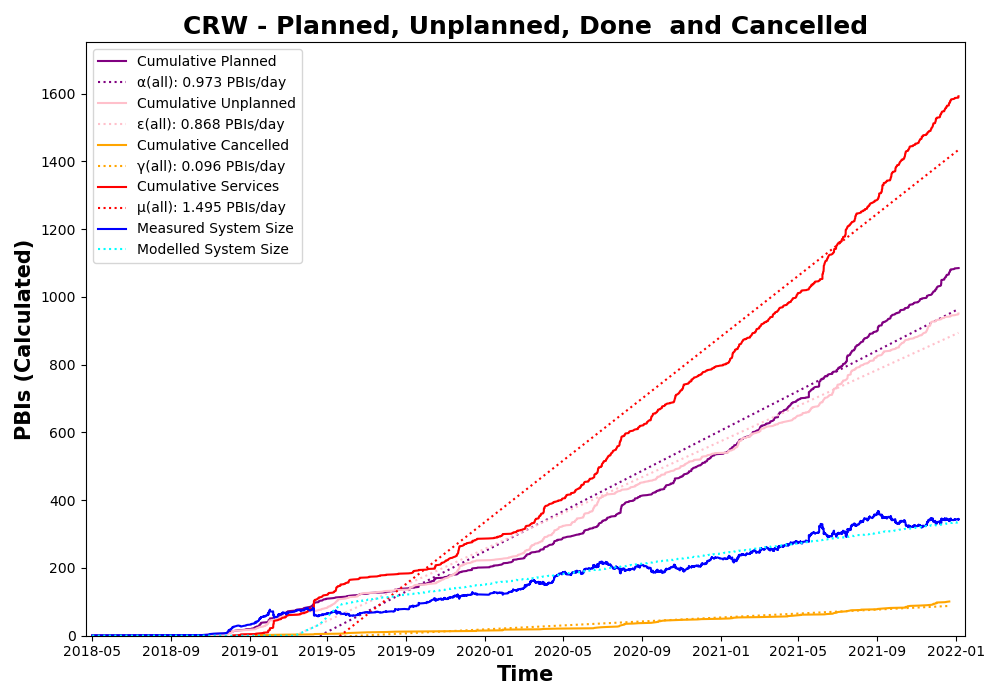 CRW - Planned, Unplanned, Done  and Cancelled
Cumulative Planned
α(all): 0.973 PBIs/day
Cumulative Unplanned
ε(all): 0.868 PBIs/day
Cumulative Cancelled
γ(all): 0.096 PBIs/day
Cumulative Services
μ(all): 1.495 PBIs/day
Measured System Size
Modelled System Size
PBIs (Calculated)
1600
1400
1200
1000
800
600
400
200
0
2018-05 2018-09 2019-01 2019-05 2019-09 2020-01 2020-05 2020-09 2021-01 2021-05 2021-09 2022-01
Time